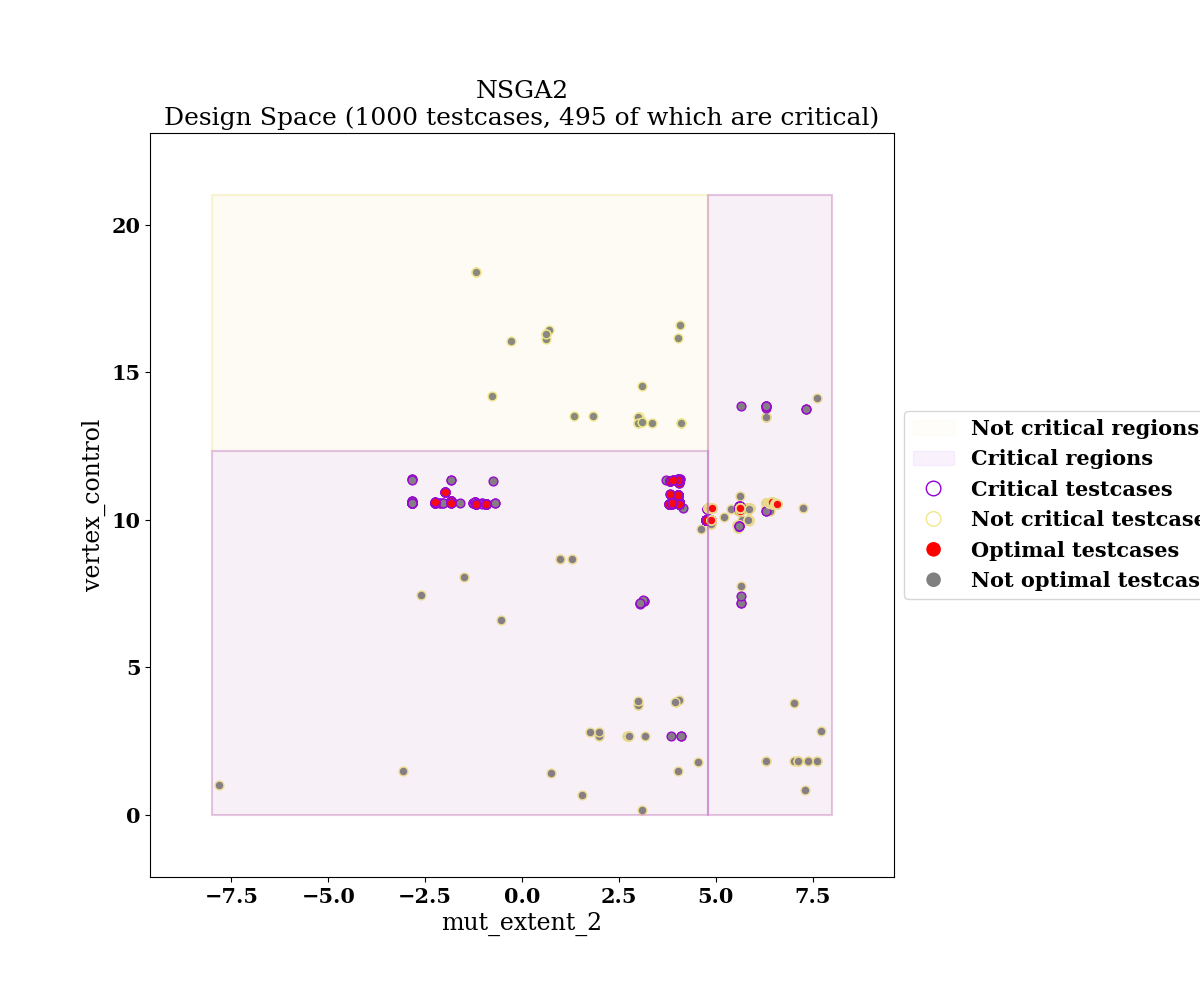 NSGA2
Design Space (1000 testcases, 495 of which are critical)
20
15
10
5
0
vertex_control
−7.5
−5.0
−2.5
0.0
2.5
5.0
7.5
mut_extent_2
Not critical regions
Critical regions
Critical testcases
Not critical testcase
Optimal testcases
Not optimal testcas